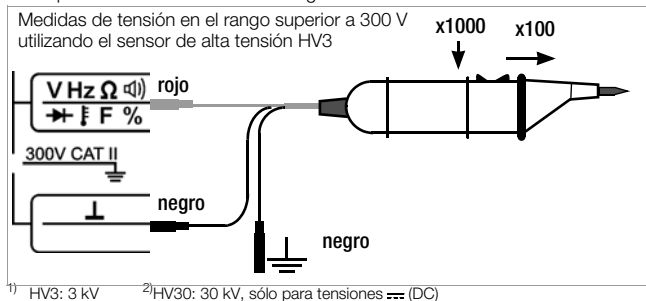 Medidas de tensión en el rango superior a 300 V
utilizando el sensor de alta tensión HV3
x1000 x100
rojo
V Hz Ω
F %
300V CAT II
negro
negro
1) HV3: 3 kV 2)HV30: 30 kV, sólo para tensiones (DC)